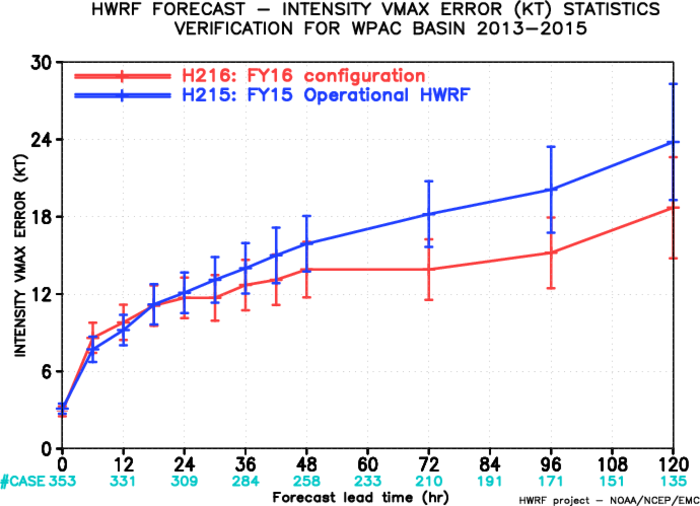 HWRF FORECAST – INTENSITY VMAX ERROR (KT) STATISTICS
VERIFICATION FOR WPAC BASIN 2013–2015
H216: FY16 configuration
H215: FY15 Operational HWRF
INTENSITY VMAX ERROR (KT)
30
24
18
12
6
0
0 12 24 36 48 60 72 84 96 108 120
#CASE 353 331 309 284 258 233 210 191 171 151 135
Forecast lead time (hr)
HWRF project – NOAA/NCEP/EMC